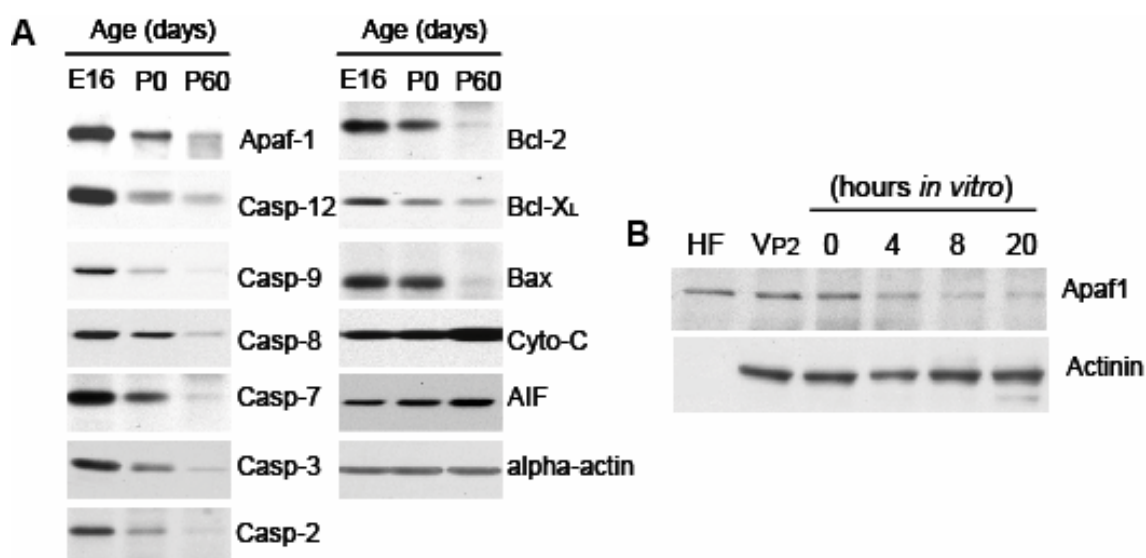 A
Age (days)
E16 P0 P60
Apaf-1
Casp-12
Casp-9
Casp-8
Casp-7
Casp-3
Casp-2
Age (days)
E16 P0 P60
Bcl-2
Bcl-XL
Bax
Cyto-C
AIF
alpha-actin
B
(hours in vitro)
HF VP2 0 4 8 20
Apaf1
Actinin